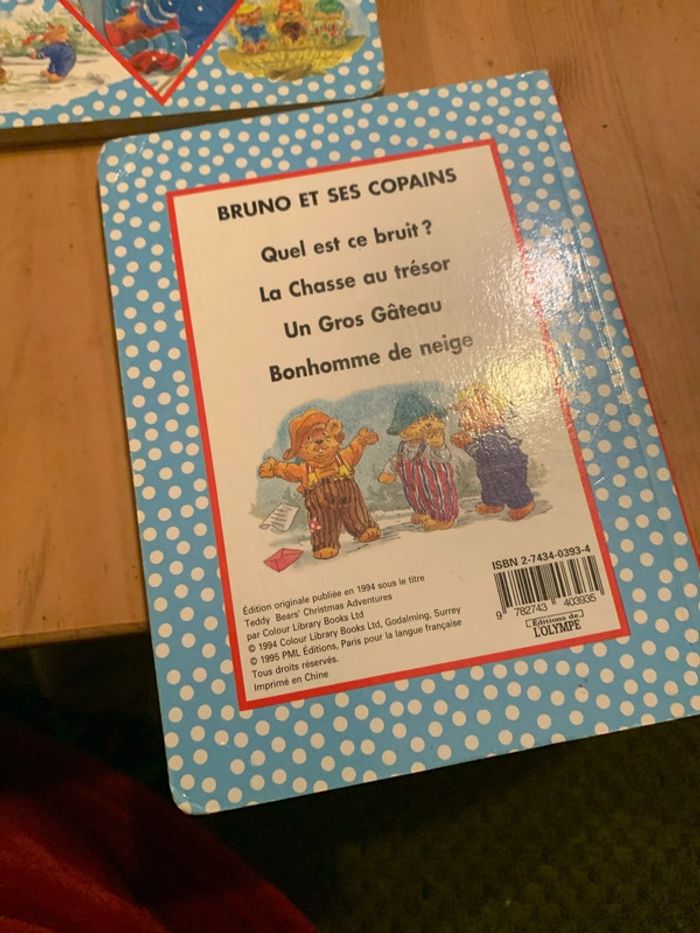 BRUNO ET SES COPAINS
Quel est ce bruit ?
La Chasse au trésor
Un Gros Gâteau
Bonhomme de neige
Édition originale publiée en 1994 sous le titre
Teddy Bears' Christmas Adventures
par Colour Library Books Ltd
© 1994 Colour Library Books Ltd, Godalming, Surrey
© 1995 PML Éditions, Paris pour la langue française
Tous droits réservés.
Imprimé en Chine
ISBN 2-7434-0393-4
9 782743 403935
Éditions de
L'OLYMPE